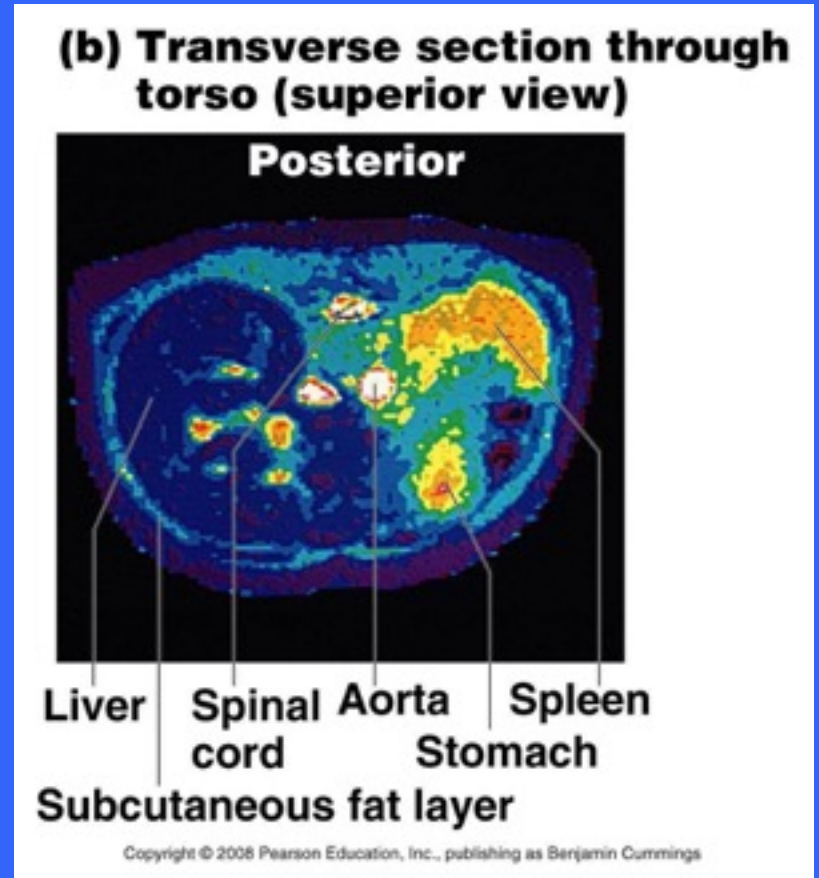 (b) Transverse section through
torso (superior view)
Posterior
Liver
Spinal
cord
Aorta
Spleen
Stomach
Subcutaneous fat layer
Copyright © 2008 Pearson Education, Inc., publishing as Benjamin Cummings